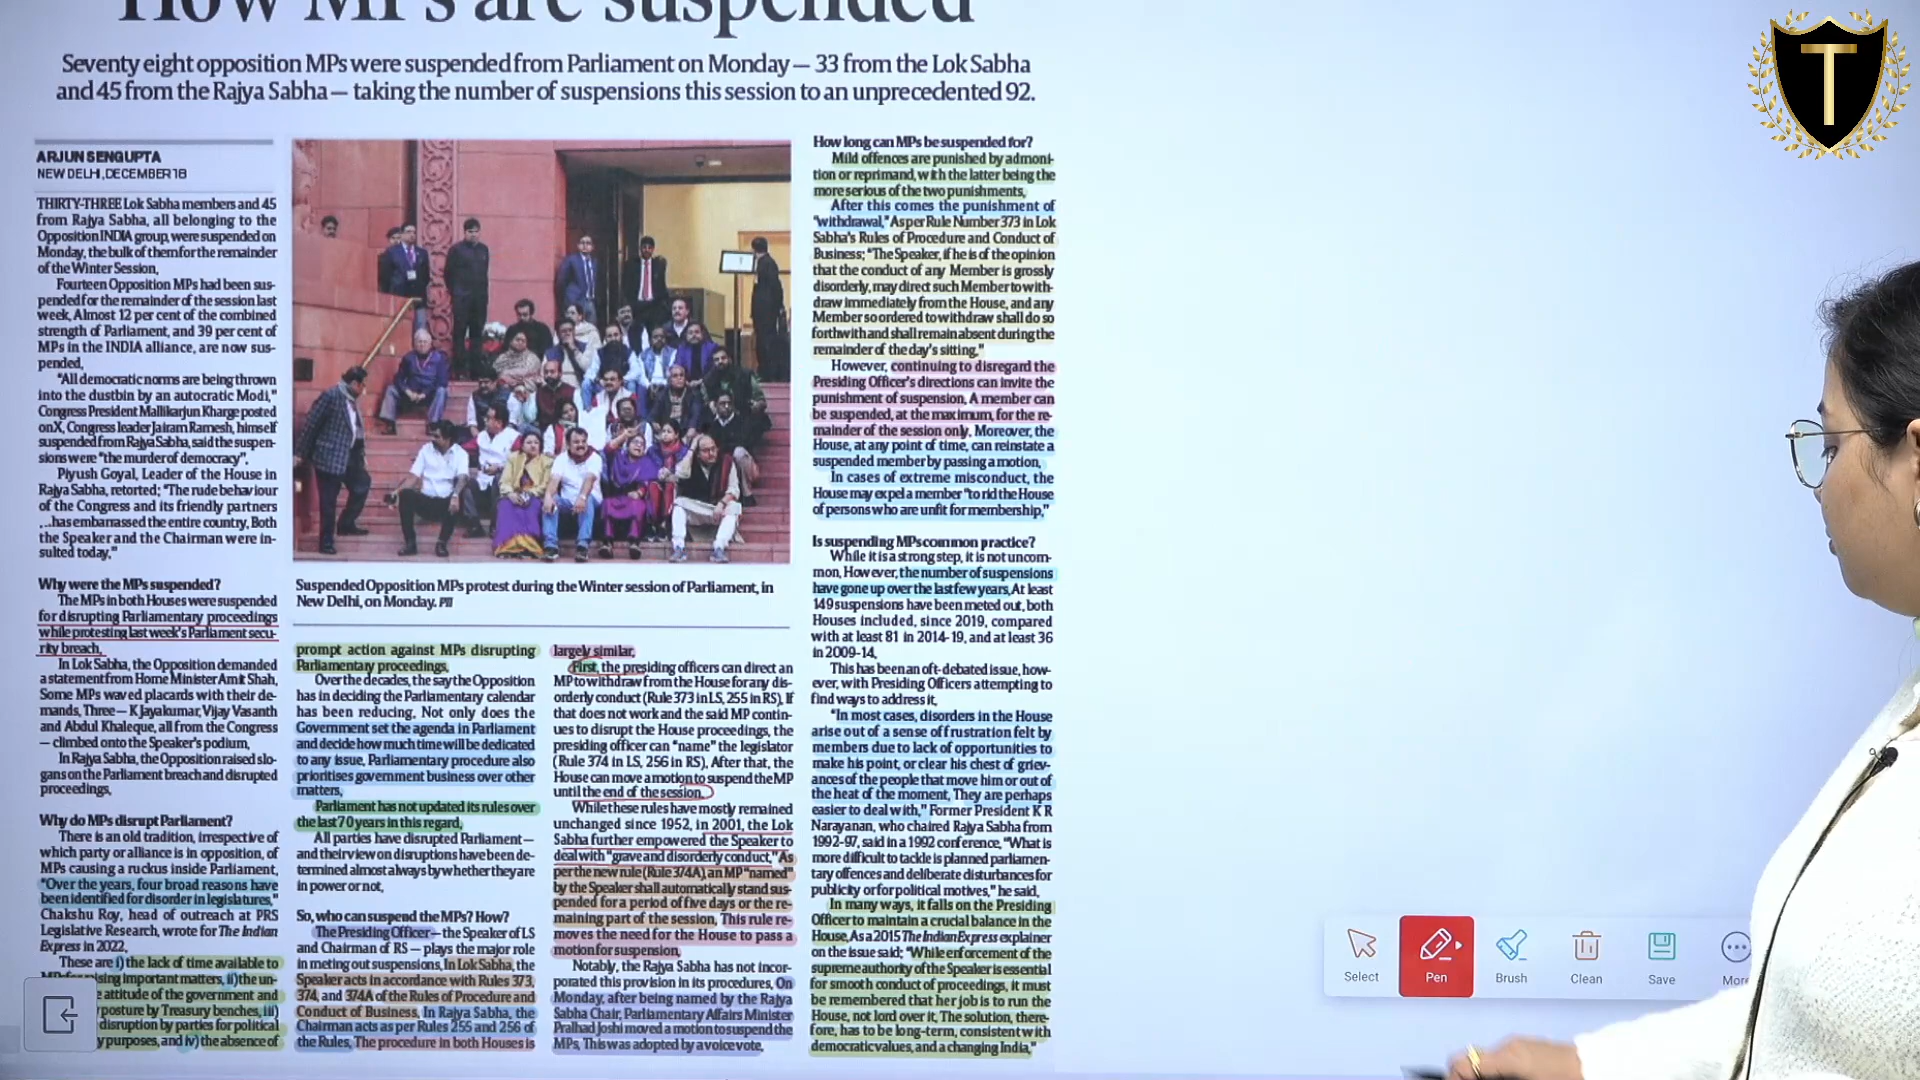 How MPs are suspended
Seventy eight opposition MPs were suspended from Parliament on Monday — 33 from the Lok Sabha
and 45 from the Rajya Sabha — taking the number of suspensions this session to an unprecedented 92.
ARJUN SENGUPTA
NEW DELHI, DECEMBER 18
THIRTY-THREE Lok Sabha members and 45
from Rajya Sabha, all belonging to the
Opposition INDIA group, were suspended on
Monday, the bulk of them for the remainder
of the Winter Session.
Fourteen Opposition MPs had been sus-
pended for the remainder of the session last
week. Almost 12 per cent of the combined
strength of Parliament, and 39 per cent of
MPs in the INDIA alliance, are now sus-
pended.
"All democratic norms are being thrown
into the dustbin by an autocratic Modi,"
Congress President Mallikarjun Kharge posted
on X. Congress leader Jairam Ramesh, himself
suspended from Rajya Sabha, said the suspen-
sions were "the murder of democracy".
Piyush Goyal, Leader of the House in
Rajya Sabha, retorted: "The rude behaviour
of the Congress and its friendly partners
...has embarrassed the entire country. Both
the Speaker and the Chairman were in-
sulted today."
Why were the MPs suspended?
The MPs in both Houses were suspended
for disrupting Parliamentary proceedings
while protesting last week's Parliament secu-
rity breach.
In Lok Sabha, the Opposition demanded
a statement from Home Minister Amit Shah.
Some MPs waved placards with their de-
mands. Three — K Jayakumar, Vijay Vasanth
and Abdul Khaleque, all from the Congress
— climbed onto the Speaker's podium.
In Rajya Sabha, the Opposition raised slo-
gans on the Parliament breach and disrupted
proceedings.
Why do MPs disrupt Parliament?
There is an old tradition, irrespective of
which party or alliance is in opposition, of
MPs causing a ruckus inside Parliament.
"Over the years, four broad reasons have
been identified for disorder in legislatures,"
Chakshu Roy, head of outreach at PRS
Legislative Research, wrote for The Indian
Express in 2022.
These are i) the lack of time available to
sing important matters, ii) the un-
attitude of the government and
posture by Treasury benches, iii)
disruption by parties for political
y purposes, and iv) the absence of
Suspended Opposition MPs protest during the Winter session of Parliament, in
New Delhi, on Monday. PTI
prompt action against MPs disrupting
Parliamentary proceedings.
Over the decades, the say the Opposition
has in deciding the Parliamentary calendar
has been reducing. Not only does the
Government set the agenda in Parliament
and decide how much time will be dedicated
to any issue, Parliamentary procedure also
prioritises government business over other
matters.
Parliament has not updated its rules over
the last 70 years in this regard.
All parties have disrupted Parliament —
and their view on disruptions have been de-
termined almost always by whether they are
in power or not.
So, who can suspend the MPs? How?
The Presiding Officer — the Speaker of LS
and Chairman of RS — plays the major role
in meting out suspensions. In Lok Sabha, the
Speaker acts in accordance with Rules 373,
374, and 374A of the Rules of Procedure and
Conduct of Business. In Rajya Sabha, the
Chairman acts as per Rules 255 and 256 of
the Rules. The procedure in both Houses is
largely similar.
First, the presiding officers can direct an
MP to withdraw from the House for any dis-
orderly conduct (Rule 373 in LS, 255 in RS). If
that does not work and the said MP contin-
ues to disrupt the House proceedings, the
presiding officer can "name" the legislator
(Rule 374 in LS, 256 in RS). After that, the
House can move a motion to suspend the MP
until the end of the session.
While these rules have mostly remained
unchanged since 1952, in 2001, the Lok
Sabha further empowered the Speaker to
deal with "grave and disorderly conduct." As
per the new rule (Rule 374A), an MP "named"
by the Speaker shall automatically stand sus-
pended for a period of five days or the re-
maining part of the session. This rule re-
moves the need for the House to pass a
motion for suspension.
Notably, the Rajya Sabha has not incor-
porated this provision in its procedures. On
Monday, after being named by the Rajya
Sabha Chair, Parliamentary Affairs Minister
Pralhad Joshi moved a motion to suspend the
MPs. This was adopted by a voice vote.
How long can MPs be suspended for?
Mild offences are punished by admoni-
tion or reprimand, with the latter being the
more serious of the two punishments.
After this comes the punishment of
"withdrawal." As per Rule Number 373 in Lok
Sabha's Rules of Procedure and Conduct of
Business: "The Speaker, if he is of the opinion
that the conduct of any Member is grossly
disorderly, may direct such Member to with-
draw immediately from the House, and any
Member so ordered to withdraw shall do so
forthwith and shall remain absent during the
remainder of the day's sitting."
However, continuing to disregard the
Presiding Officer's directions can invite the
punishment of suspension. A member can
be suspended, at the maximum, for the re-
mainder of the session only. Moreover, the
House, at any point of time, can reinstate a
suspended member by passing a motion.
In cases of extreme misconduct, the
House may expel a member "to rid the House
of persons who are unfit for membership."
Is suspending MPs common practice?
While it is a strong step, it is not uncom-
mon. However, the number of suspensions
have gone up over the last few years. At least
149 suspensions have been meted out, both
Houses included, since 2019, compared
with at least 81 in 2014-19, and at least 36
in 2009-14.
This has been an oft-debated issue, how-
ever, with Presiding Officers attempting to
find ways to address it.
"In most cases, disorders in the House
arise out of a sense of frustration felt by
members due to lack of opportunities to
make his point, or clear his chest of griev-
ances of the people that move him or out of
the heat of the moment. They are perhaps
easier to deal with," Former President K R
Narayanan, who chaired Rajya Sabha from
1992-97, said in a 1992 conference. "What is
more difficult to tackle is planned parliamen-
tary offences and deliberate disturbances for
publicity or for political motives," he said.
In many ways, it falls on the Presiding
Officer to maintain a crucial balance in the
House. As a 2015 The Indian Express explainer
on the issue said: "While enforcement of the
supreme authority of the Speaker is essential
for smooth conduct of proceedings, it must
be remembered that her job is to run the
House, not lord over it. The solution, there-
fore, has to be long-term, consistent with
democratic values, and a changing India."
T
Select
Pen
Brush
Clean
Save
More